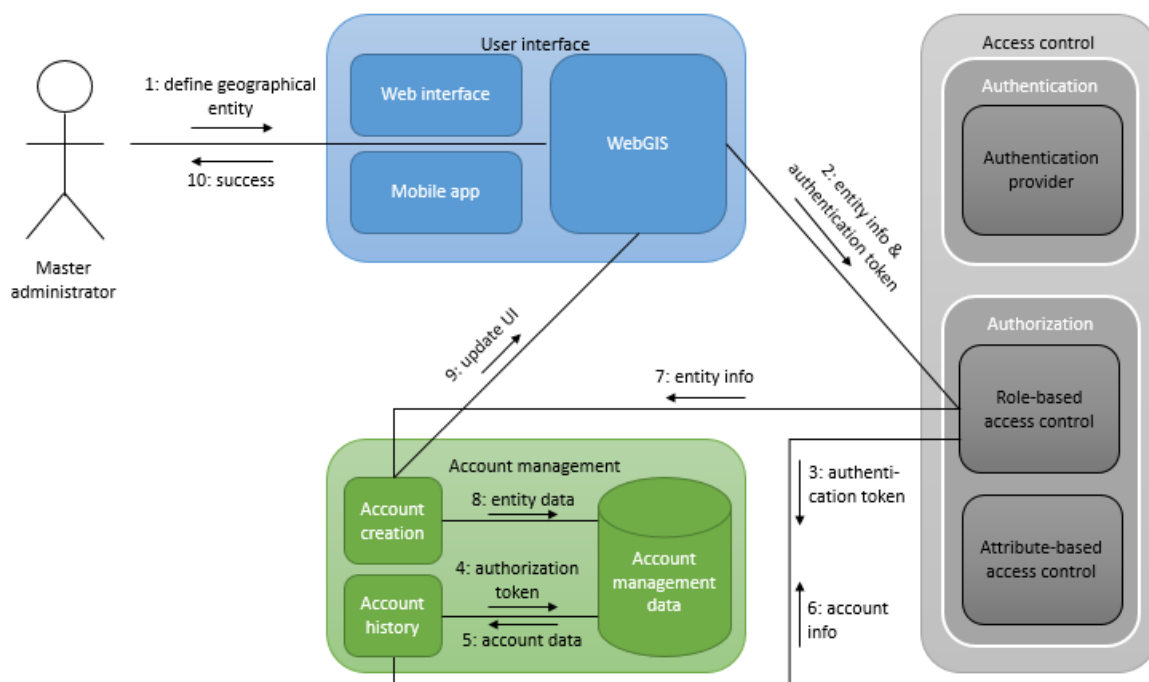 User interface
Access control
1: define geographical
entity
Web interface
WebGIS
Authentication
Authentication
provider
10: success
Mobile app
2: entity info &
authentication token
Master
administrator
Authorization
9: update UI
7: entity info
Role-based
access control
Account management
3: authenti-
cation token
Account
creation
8: entity data
Account
management
data
Attribute-based
access control
4: authorization
token
Account
history
5: account data
6: account
info